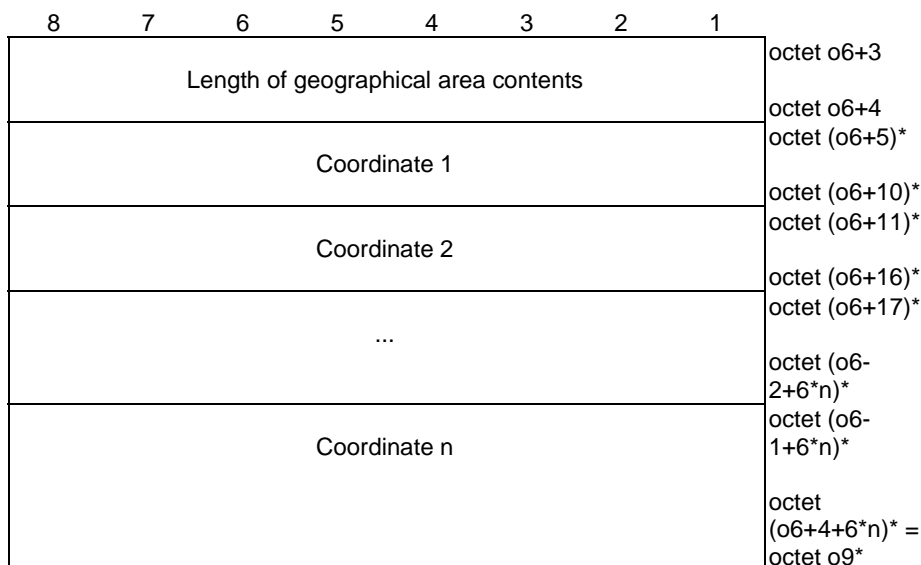 8 7 6 5 4 3 2 1
octet o6+3
Length of geographical area contents
octet o6+4
octet (o6+5)*
Coordinate 1
octet (o6+10)*
octet (o6+11)*
Coordinate 2
octet (o6+16)*
octet (o6+17)*
...
octet (o6-
2+6*n)*
octet (o6-
Coordinate n 1+6*n)*
octet
(o6+4+6*n)* =
octet o9*